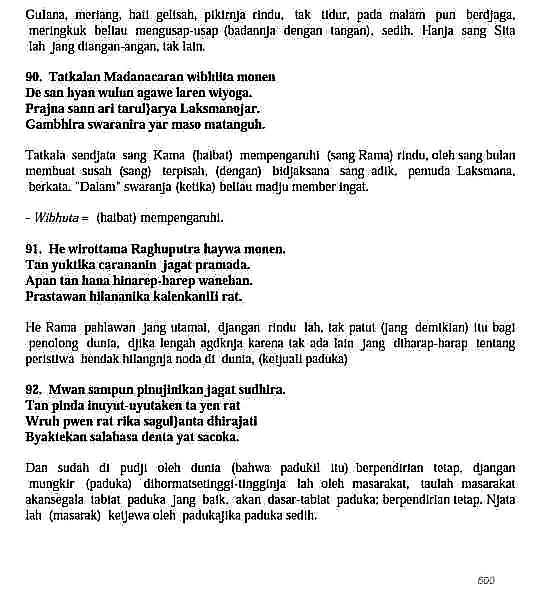 Gulana, meriang, hati gelisah, pikirnja rindu, tak tidur, pada malam pun berdjaga,
meringkuk beliau mengusap-usap (badannja dengan tangan), sedih. Hanja sang Sita
lah jang diangan-angan, tak lain.
90. Tatkalan Madanacaran wibhuta monen
De san hyan wulun agawe laren wiyoga.
Prajna sann ari tarul}arya Laksmanojar.
Gambhira swaranira yar maso matanguh.
Tatkala sendjata sang Kama (haibat) mempengaruhi (sang Rama) rindu, oleh sang bulan
membuat susah (sang) terpisah, (dengan) bidjaksana sang adik, pemuda Laksmana,
berkata. "Dalam" swaranja (ketika) beliau madju member ingat.
- Wibhuta = (haibat) mempengaruhi.
91. He wirottama Raghuputra haywa monen.
Tan yuktika carananin jagat pramada.
Apan tan hana hinarep-harep waneban.
Prastawan hilananika kalenkanili rat.
He Rama pahlawan jang utamal, djangan rindu lah, tak patut (jang demikian) itu bagi
penolong dunia, djika lengah agdknja karena tak ada lain jang diharap-harap tentang
peristiwa hendak hilangnja noda di dunia, (ketjuali paduka)
92. Mwan sampun pinujinikan jagat sudhira.
Tan pinda inuyut-uyutaken ta yen rat
Wruh pwen rat rika sagul}anta dhirajati
Byaktekan salahasa denta yat sacoka.
Dan sudah di pudji oleh dunia (bahwa padukil itu) berpendirian tetap, djangan
mungkir (paduka) dihormatsetinggi-tingginja lah oleh masarakat, taulah masarakat
akansegala tabiat paduka jang baik, akan dasar-tabiat paduka; berpendirian tetap. Njata
lah (masarak) ketjewa oleh padukajika paduka sedih.
600